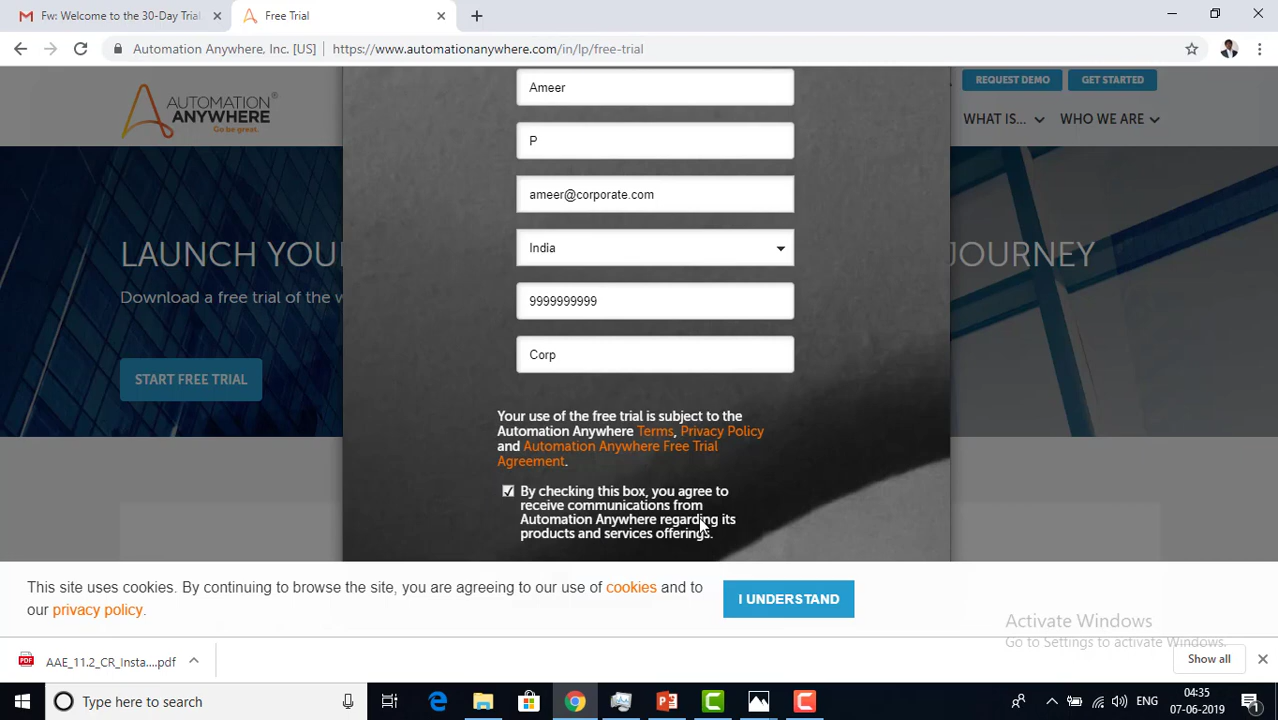 Fw: Welcome to the 30-Day Trial
Free Trial
Automation Anywhere, Inc. [US]
https://www.automationanywhere.com/in/lp/free-trial
REQUEST DEMO
GET STARTED
AUTOMATION
ANYWHERE
Go be great.
WHAT IS...
WHO WE ARE
Ameer
P
ameer@corporate.com
India
9999999999
Corp
LAUNCH YOUR
JOURNEY
Download a free trial of the w
START FREE TRIAL
Your use of the free trial is subject to the
Automation Anywhere Terms, Privacy Policy
and Automation Anywhere Free Trial
Agreement.
By checking this box, you agree to
receive communications from
Automation Anywhere regarding its
products and services offerings.
This site uses cookies. By continuing to browse the site, you are agreeing to our use of cookies and to
our privacy policy.
I UNDERSTAND
Activate Windows
Go to Settings to activate Windows.
PDF
AAE_11.2_CR_Insta....pdf
Show all
Type here to search
ENG
04:35
07-06-2019